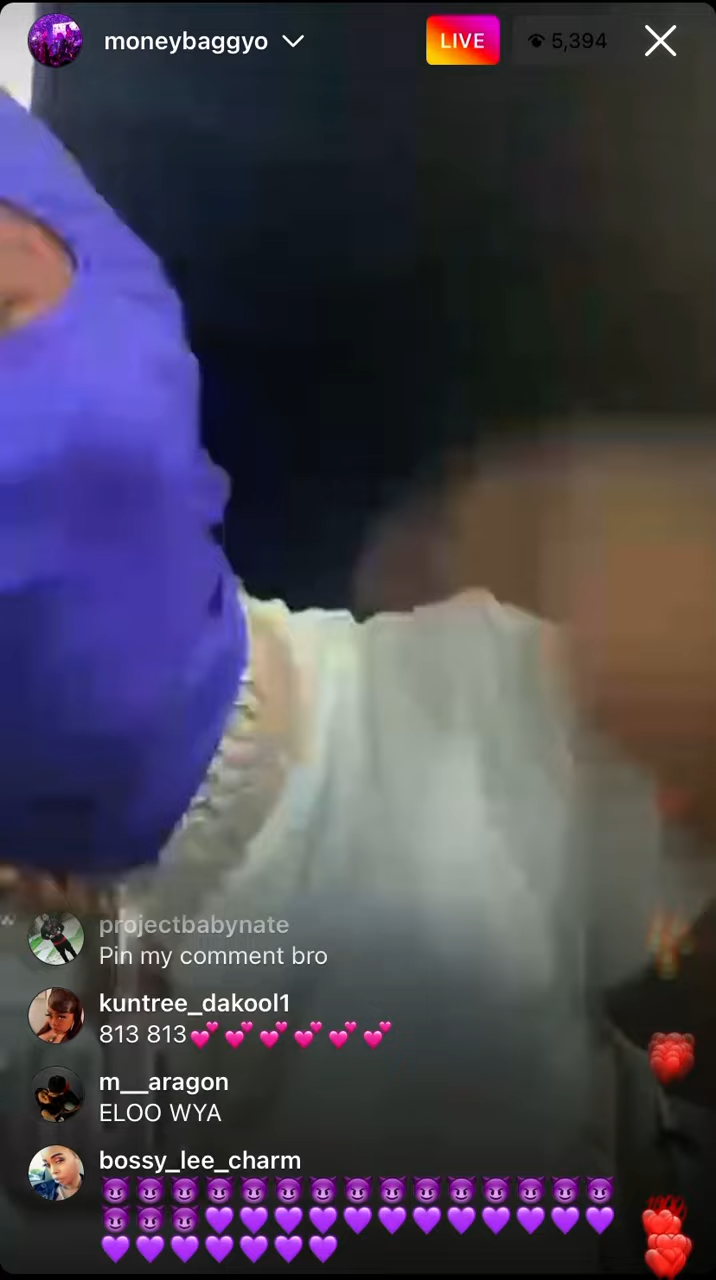 moneybaggyo
LIVE
5,394
projectbabynate
Pin my comment bro
kuntree_dakool1
813 813💕💕💕💕💕💕
m__aragon
ELOO WYA
bossy_lee_charm
😈😈😈😈😈😈😈😈😈😈😈😈😈😈😈
😈😈😈💜💜💜💜💜💜💜💜💜💜💜💜
💜💜💜💜💜💜💜